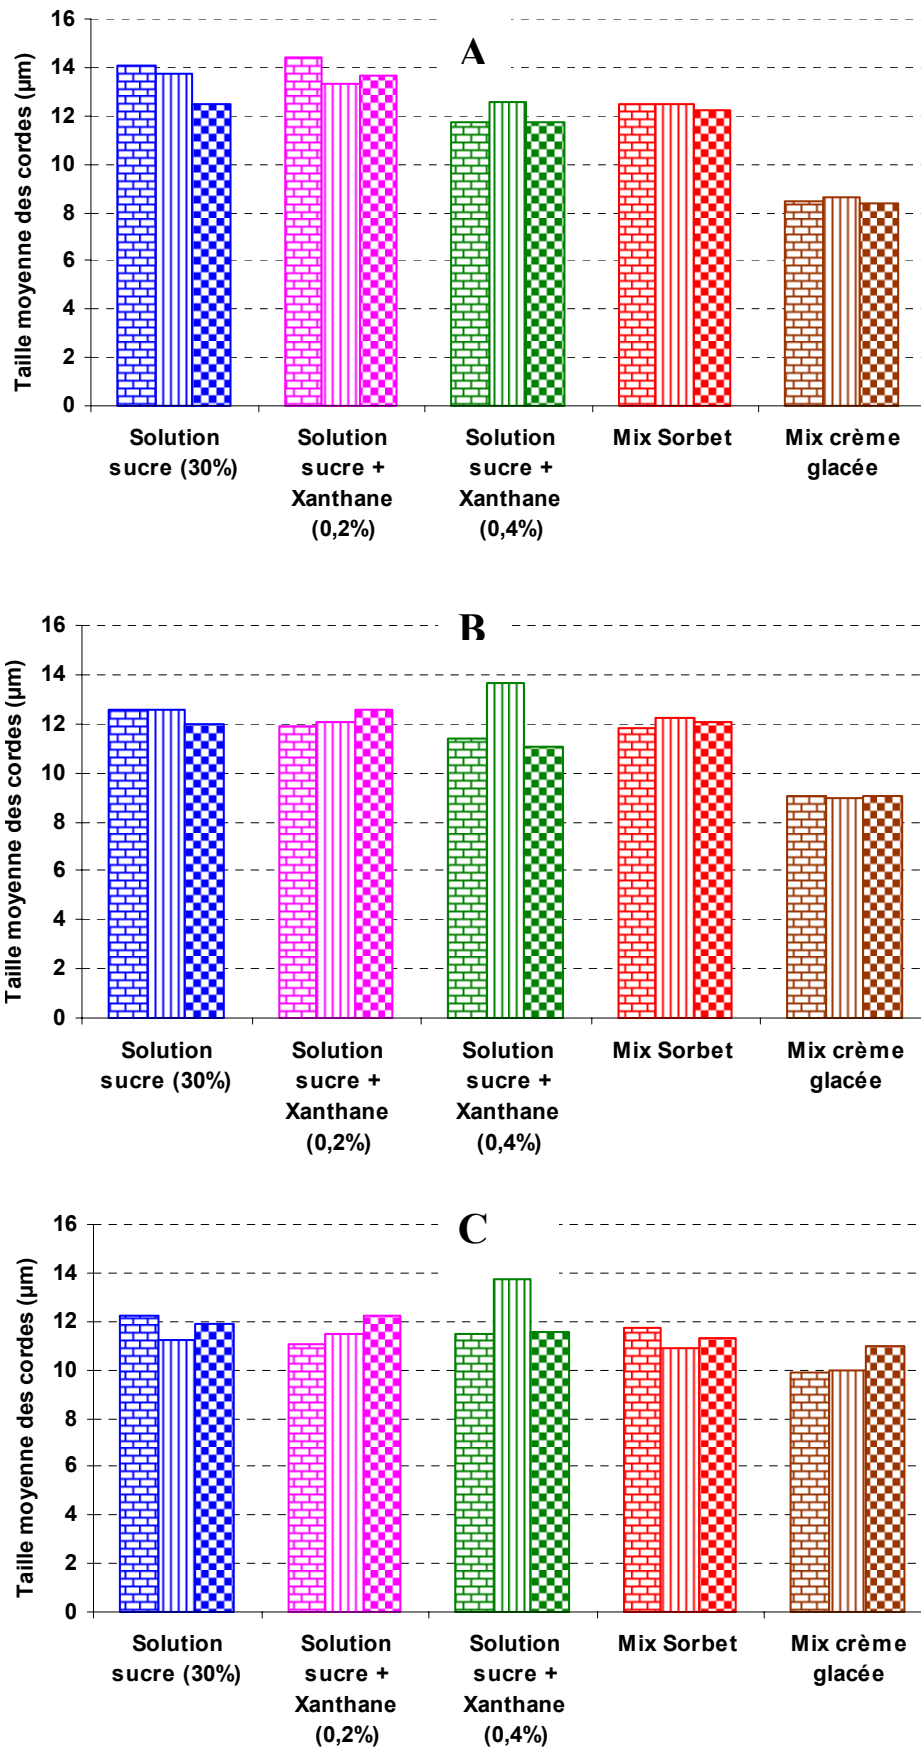 A
Taille moyenne des cordes (µm)
16
14
12
10
8
6
4
2
0
Solution
sucre (30%)
Solution
sucre +
Xanthane
(0,2%)
Solution
sucre +
Xanthane
(0,4%)
Mix Sorbet
Mix crème
glacée
B
Taille moyenne des cordes (µm)
16
14
12
10
8
6
4
2
0
Solution
sucre (30%)
Solution
sucre +
Xanthane
(0,2%)
Solution
sucre +
Xanthane
(0,4%)
Mix Sorbet
Mix crème
glacée
C
Taille moyenne des cordes (µm)
16
14
12
10
8
6
4
2
0
Solution
sucre (30%)
Solution
sucre +
Xanthane
(0,2%)
Solution
sucre +
Xanthane
(0,4%)
Mix Sorbet
Mix crème
glacée